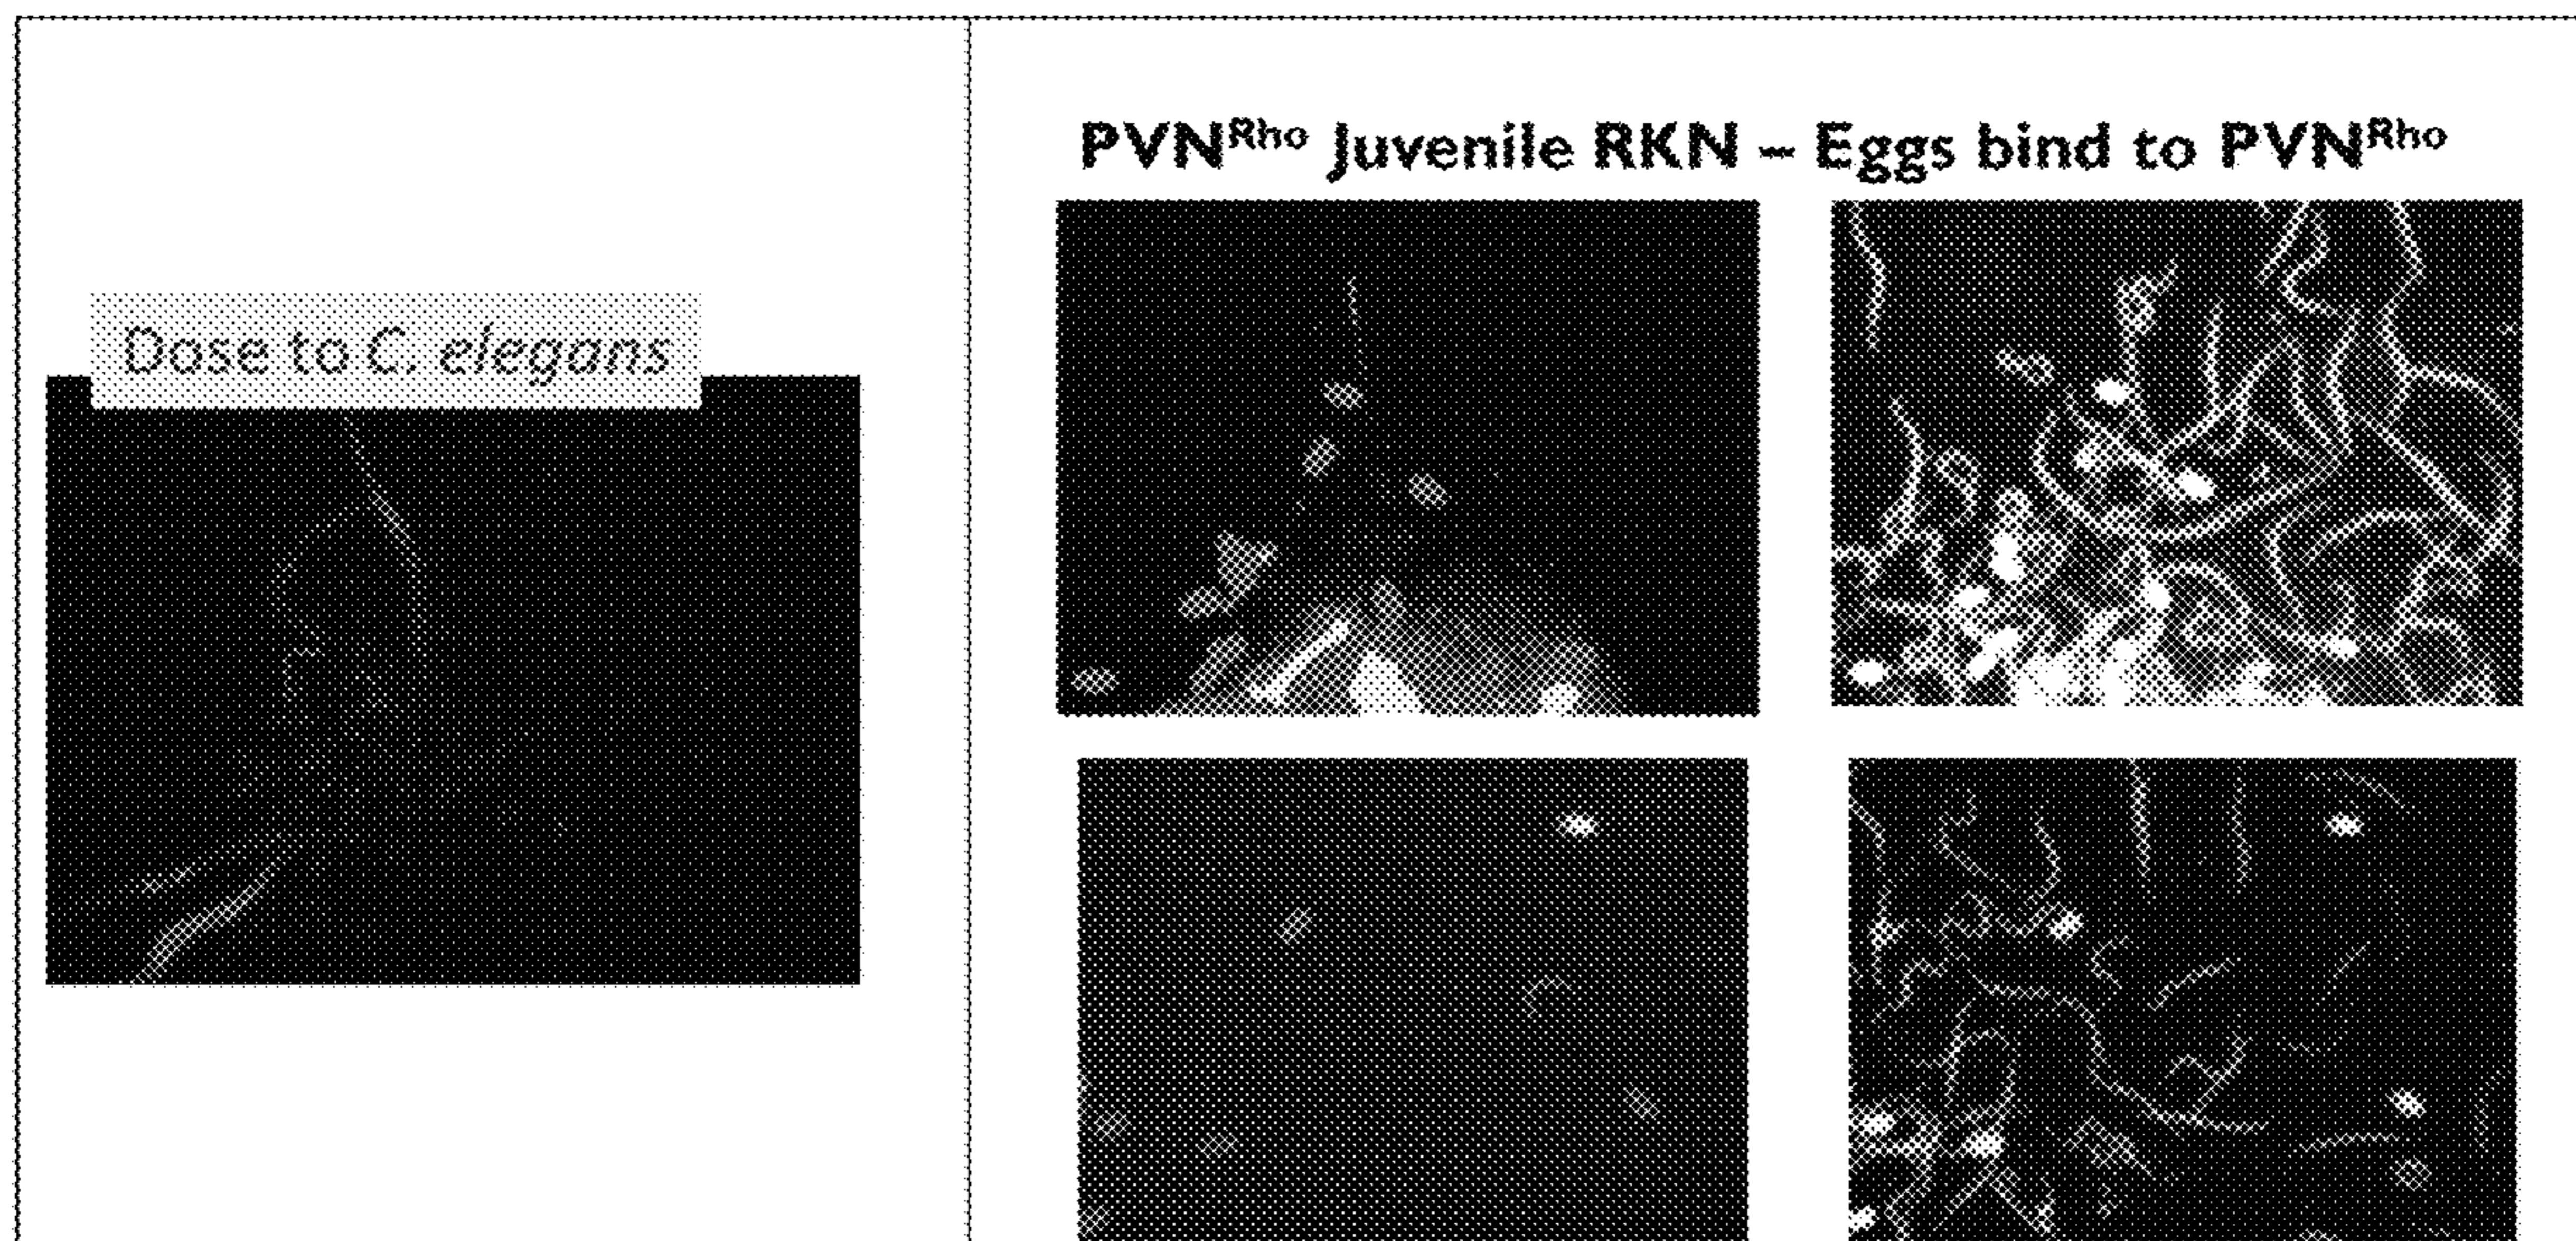 Dose to C. elegans
PVNRho Juvenile RKN – Eggs bind to PVNRho